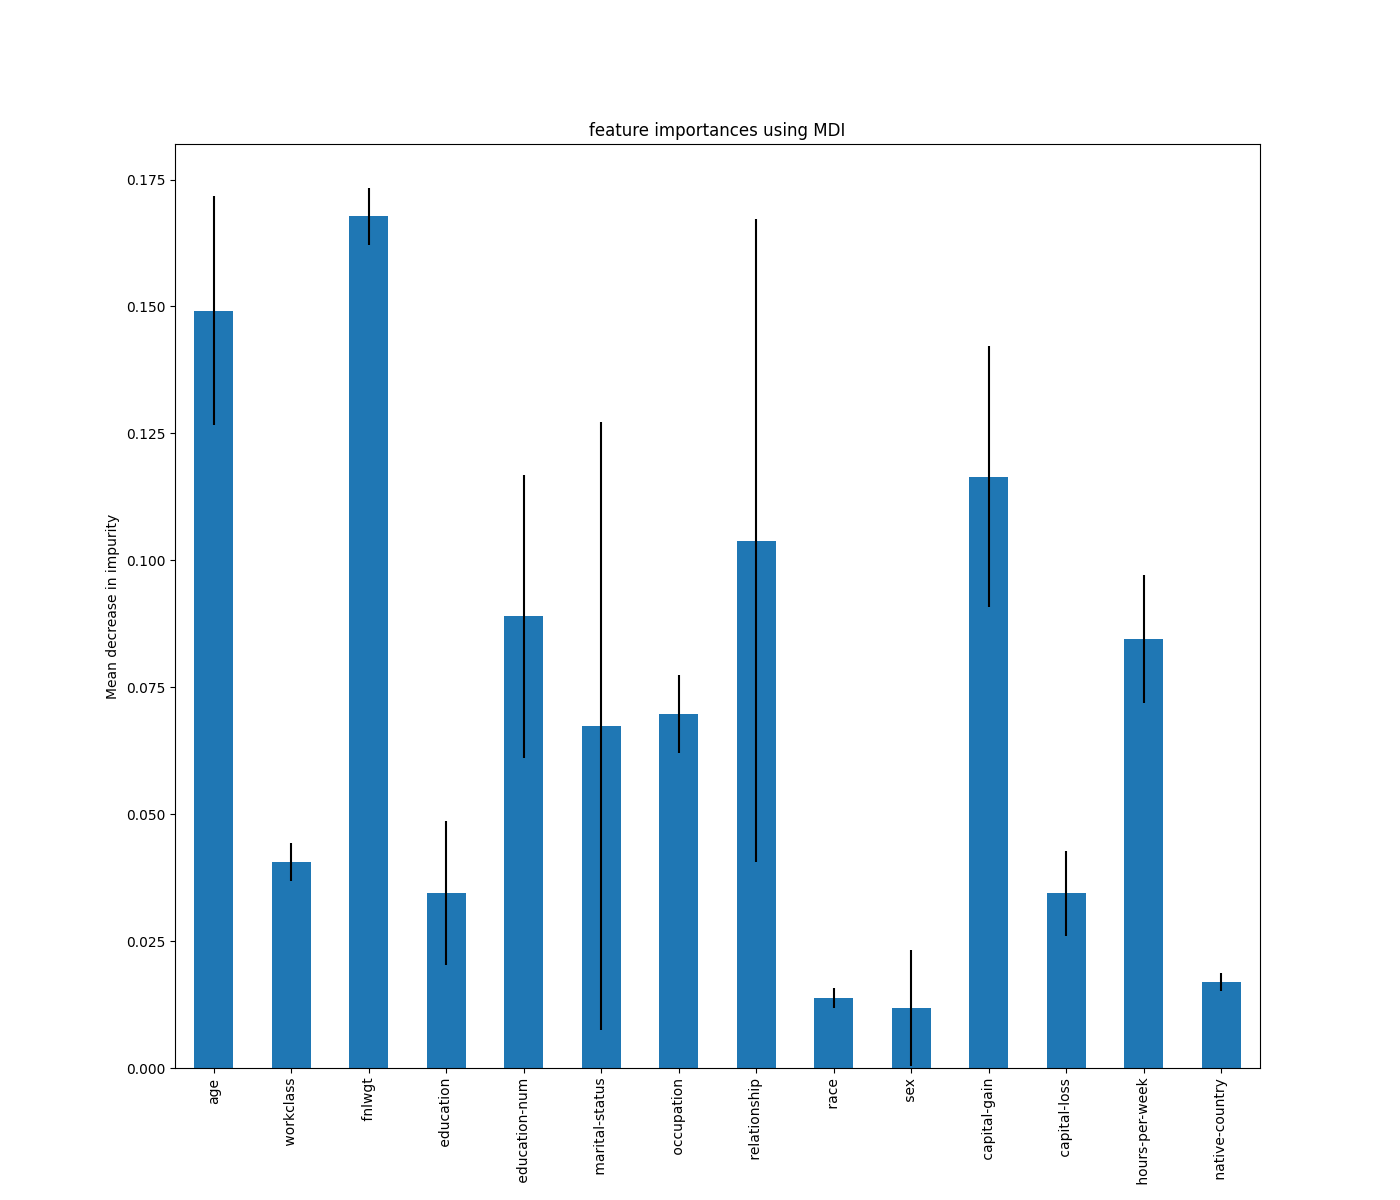 feature importances using MDI
0.175
0.150
0.125
0.100
0.075
0.050
0.025
0.000
Mean decrease in impurity
age
workclass
fnlwgt
education
education-num
marital-status
occupation
relationship
race
sex
capital-gain
capital-loss
hours-per-week
native-country